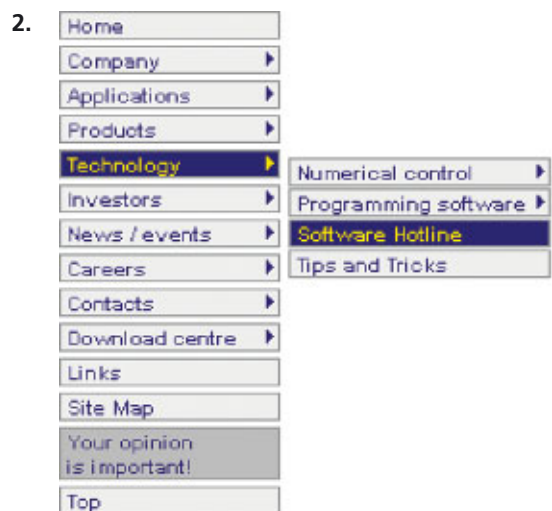 2.
Home
Company
Applications
Products
Technology
Numerical control
Programming software
Software Hotline
Tips and Tricks
Investors
News / events
Careers
Contacts
Download centre
Links
Site Map
Your opinion
is important!
Top